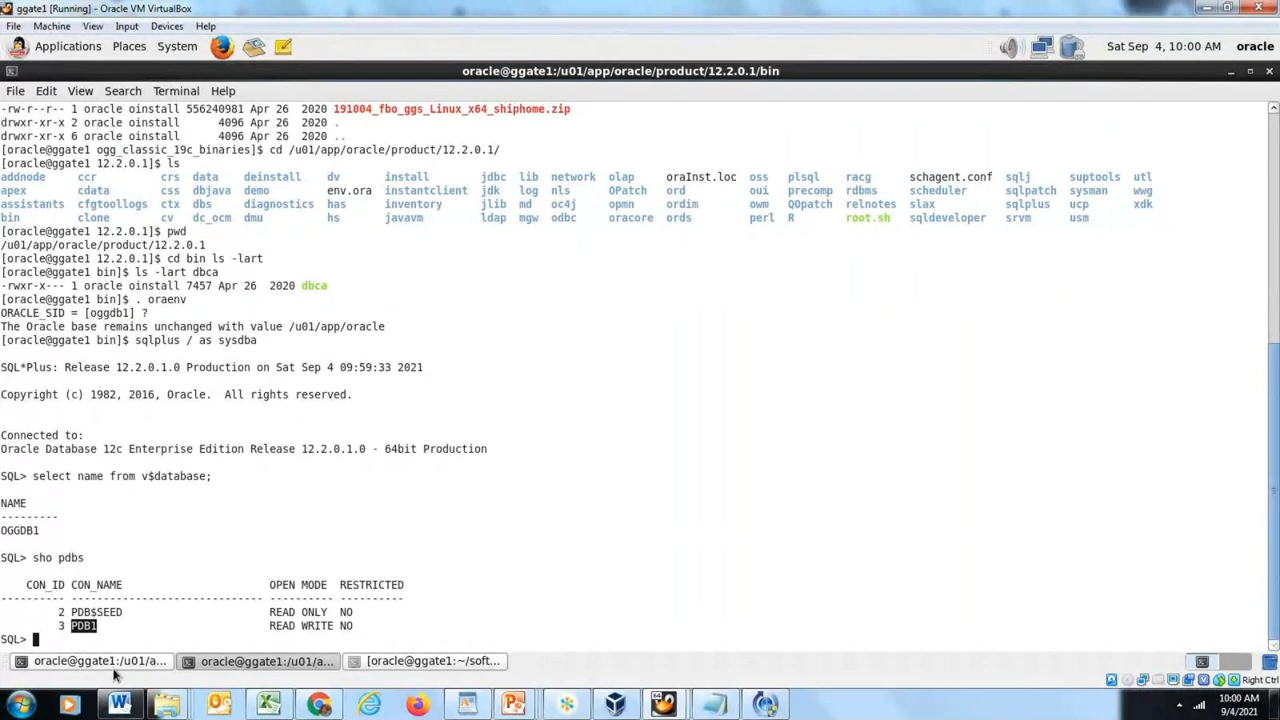 ggate1 [Running] - Oracle VM VirtualBox
File Machine View Input Devices Help
Applications Places System Sat Sep 4, 10:00 AM oracle
oracle@ggate1:/u01/app/oracle/product/12.2.0.1/bin
File Edit View Search Terminal Help
-rw-r--r-- 1 oracle oinstall 556240981 Apr 26 2020 191004_fbo_ggs_Linux_x64_shiphome.zip
drwxr-xr-x 2 oracle oinstall 4096 Apr 26 2020 .
drwxr-xr-x 6 oracle oinstall 4096 Apr 26 2020 ..
[oracle@ggate1 ogg_classic_19c_binaries]$ cd /u01/app/oracle/product/12.2.0.1/
[oracle@ggate1 12.2.0.1]$ ls
addnode ccr crs data deinstall dv install jdbc lib network olap oraInst.loc oss plsql racg schagent.conf sqlj suptools utl
apex cdata css dbjava demo env.ora instantclient jdk log nls OPatch ord oui precomp rdbms scheduler sqlpatch sysman wwg
assistants cfgtoollogs ctx dbs diagnostics has inventory jlib md oc4j opmn ordim owm QOpatch relnotes slax sqlplus ucp xdk
bin clone cv dc_ocm dmu hs javavm ldap mgw odbc oracore ords perl R root.sh sqldeveloper srvm usm
[oracle@ggate1 12.2.0.1]$ pwd
/u01/app/oracle/product/12.2.0.1
[oracle@ggate1 12.2.0.1]$ cd bin ls -lart
[oracle@ggate1 bin]$ ls -lart dbca
-rwxr-x--- 1 oracle oinstall 7457 Apr 26 2020 dbca
[oracle@ggate1 bin]$ . oraenv
ORACLE_SID = [oggdb1] ?
The Oracle base remains unchanged with value /u01/app/oracle
[oracle@ggate1 bin]$ sqlplus / as sysdba
SQL*Plus: Release 12.2.0.1.0 Production on Sat Sep 4 09:59:33 2021
Copyright (c) 1982, 2016, Oracle. All rights reserved.
Connected to:
Oracle Database 12c Enterprise Edition Release 12.2.0.1.0 - 64bit Production
SQL> select name from v$database;
NAME
---------
OGGDB1
SQL> sho pdbs
CON_ID CON_NAME OPEN MODE RESTRICTED
---------- ------------------------------ ---------- ----------
2 PDB$SEED READ ONLY NO
3 PDB1 READ WRITE NO
SQL>
oracle@ggate1:/u01/a... oracle@ggate1:/u01/a... [oracle@ggate1:~/soft...
Right Ctrl
10:00 AM
9/4/2021